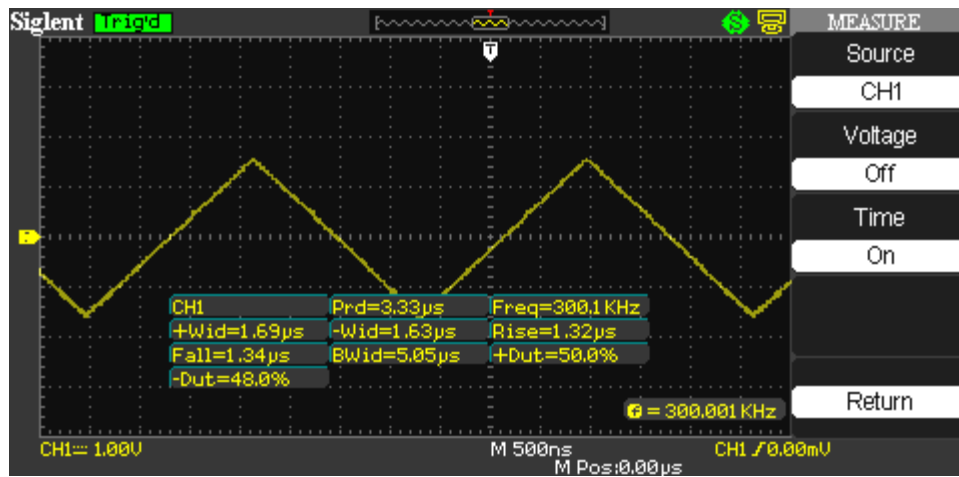 Siglent Trig'd MEASURE
T
Source
CH1
Voltage
Off
Time
On
CH1 Prd=3.33µs Freq=300.1KHz
+Wid=1.69µs -Wid=1.63µs Rise=1.32µs
Fall=1.34µs BWid=5.05µs +Dut=50.0%
-Dut=48.0%
f = 300.001KHz
Return
CH1 1.00V M 500ns CH1 0.00mV
M Pos:0.00µs